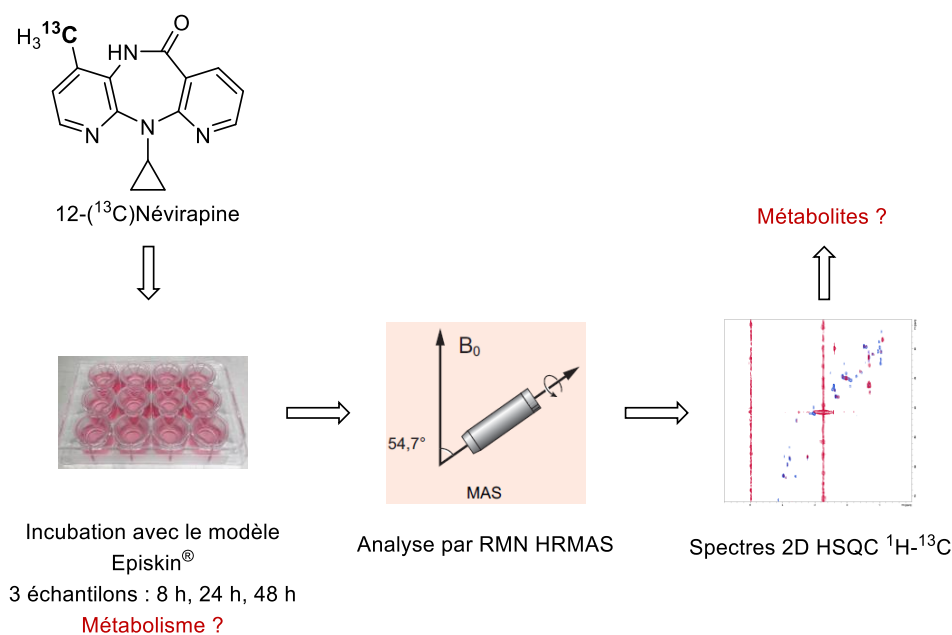 H₃¹³C
O
HN
N
N
N
12-(¹³C)Névirapine
Métabolites ?
B₀
54,7°
MAS
Incubation avec le modèle
Episkin®
3 échantilons : 8 h, 24 h, 48 h
Métabolisme ?
Analyse par RMN HRMAS
Spectres 2D HSQC ¹H-¹³C